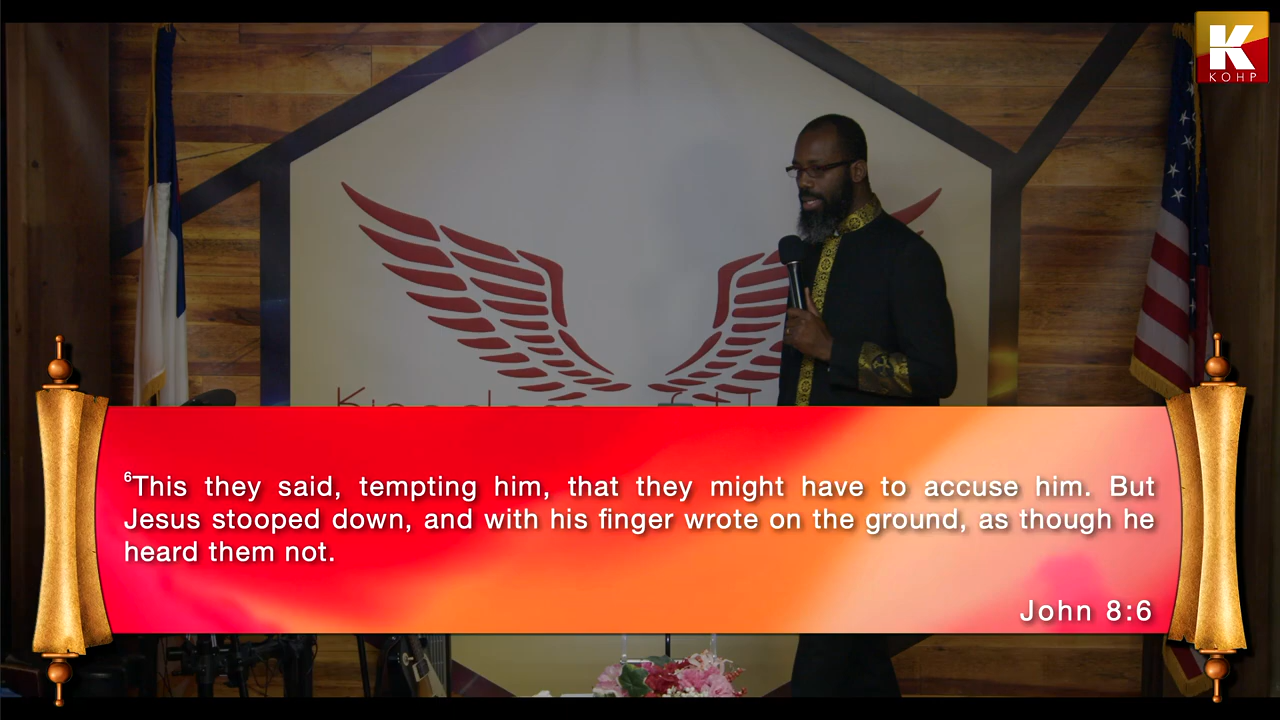 K
KOHP
Kingdom
⁶This they said, tempting him, that they might have to accuse him. But
Jesus stooped down, and with his finger wrote on the ground, as though he
heard them not.
John 8:6